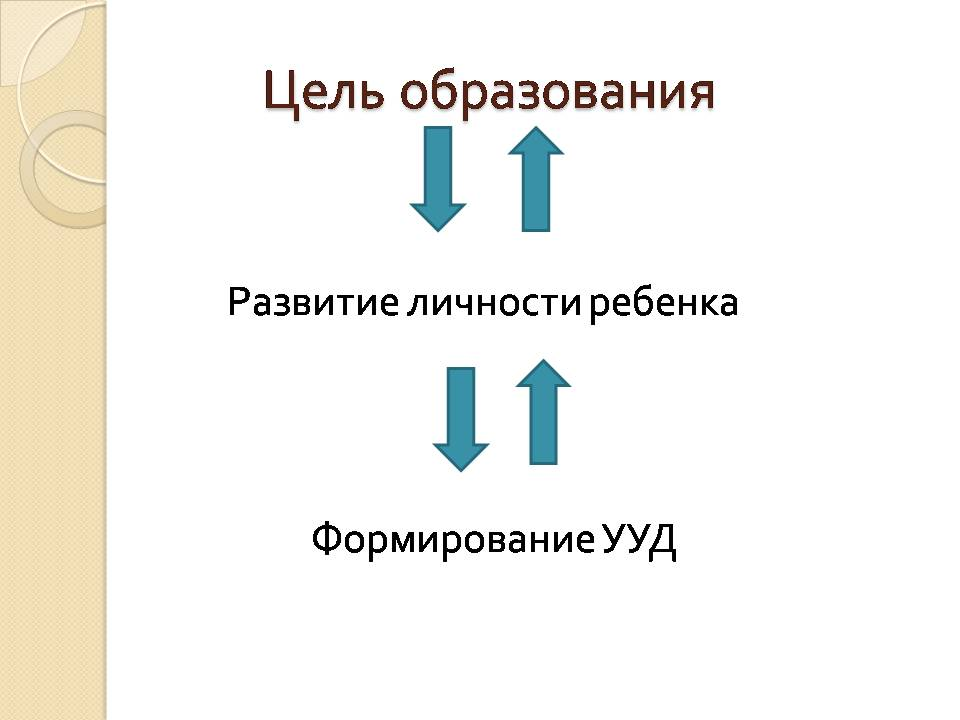 Цель образования
Развитие личности ребенка
Формирование УУД